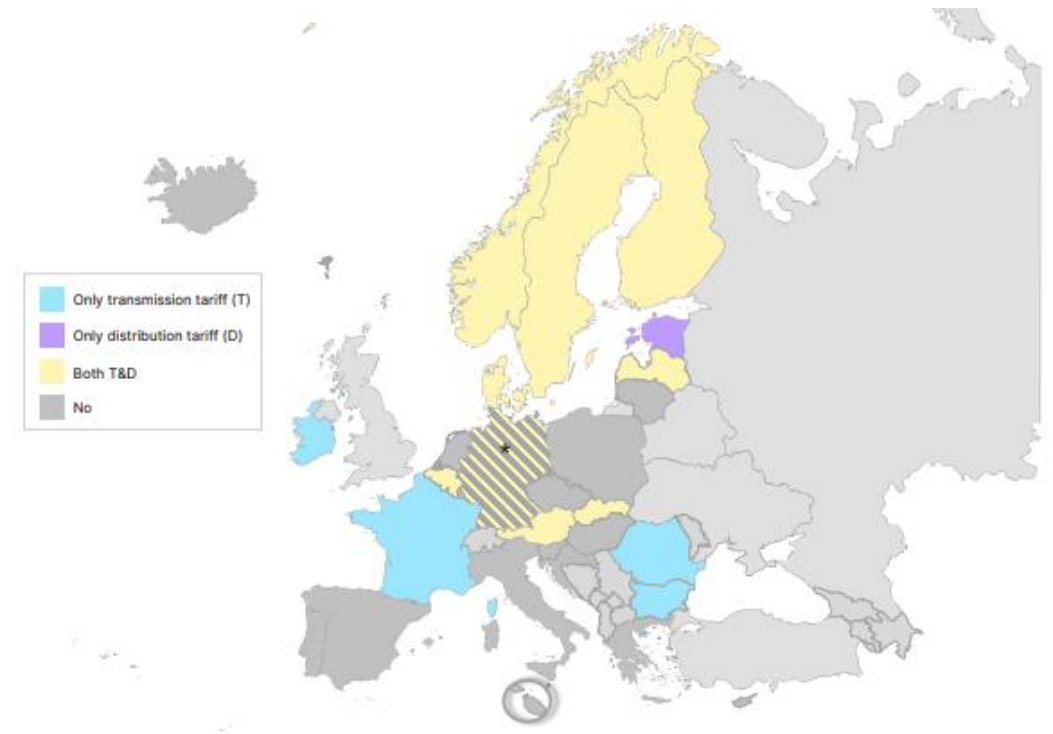 Only transmission tariff (T)
Only distribution tariff (D)
Both T&D
No
*